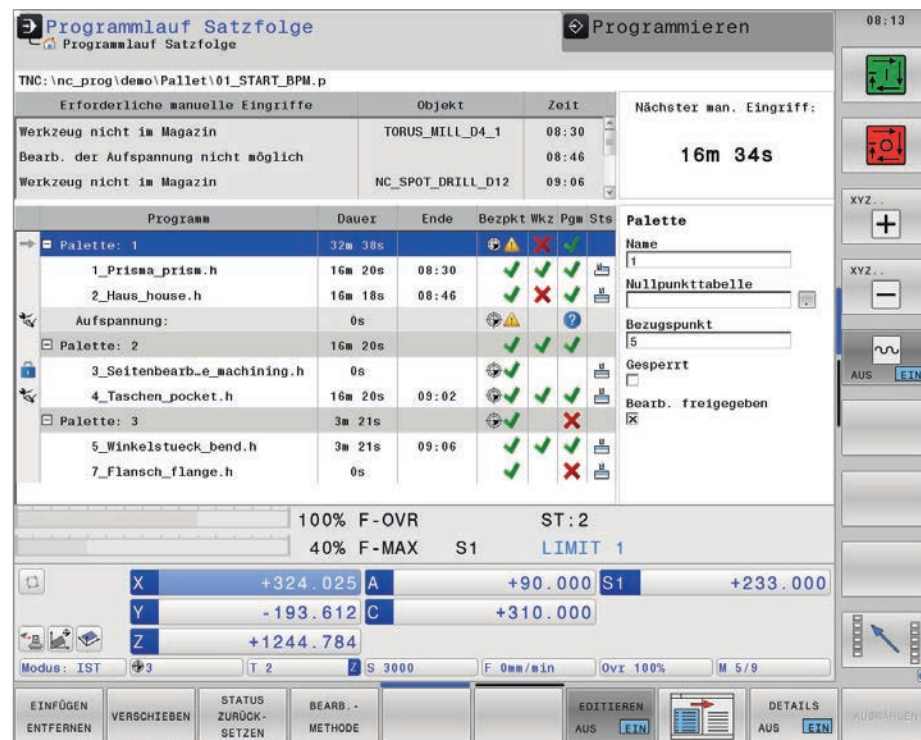 Programmlauf Satzfolge
Programmlauf Satzfolge
Programmieren
08:13
TNC:\nc_prog\demo\Pallet\01_START_BPM.p
Erforderliche manuelle Eingriffe Objekt Zeit
Werkzeug nicht im Magazin TORUS_MILL_D4_1 08:30
Bearb. der Aufspannung nicht möglich 08:46
Werkzeug nicht im Magazin NC_SPOT_DRILL_D12 09:06
Nächster man. Eingriff:
16m 34s
Programm Dauer Ende Bezpkt Wkz Pgm Sts
Palette: 1 32m 38s
1_Prisma_prism.h 16m 20s 08:30
2_Haus_house.h 16m 18s 08:46
Aufspannung: 0s
Palette: 2 16m 20s
3_Seitenbearb…e_machining.h 0s
4_Taschen_pocket.h 16m 20s 09:02
Palette: 3 3m 21s
5_Winkelstueck_bend.h 3m 21s 09:06
7_Flansch_flange.h 0s
Palette
Name
1
Nullpunkttabelle
Bezugspunkt
5
Gesperrt
Bearb. freigegeben
XYZ..
XYZ..
AUS EIN
100% F-OVR ST:2
40% F-MAX S1 LIMIT 1
X +324.025 A +90.000 S1 +233.000
Y -193.612 C +310.000
Z +1244.784
Modus: IST 3 T 2 Z S 3000 F 0mm/min Ovr 100% M 5/9
EINFÜGEN
ENTFERNEN
VERSCHIEBEN
STATUS
ZURÜCK-
SETZEN
BEARB.-
METHODE
EDITIEREN
AUS EIN
DETAILS
AUS EIN
AUSWÄHLEN